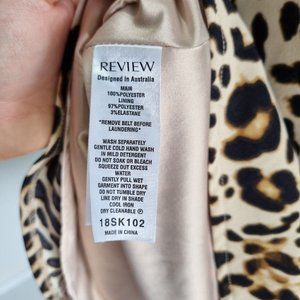 REVIEW
Designed in Australia
MAIN
100%POLYESTER
LINING
97%POLYESTER
3%ELASTANE
*REMOVE BELT BEFORE
LAUNDERING*
WASH SEPARATELY
GENTLE COLD HAND WASH
IN MILD DETERGENT
DO NOT SOAK OR BLEACH
SQUEEZE OUT EXCESS
WATER
GENTLY PULL WET
GARMENT INTO SHAPE
DO NOT TUMBLE DRY
LINE DRY IN SHADE
COOL IRON
DRY CLEANABLE Ⓟ
18SK102
MADE IN CHINA